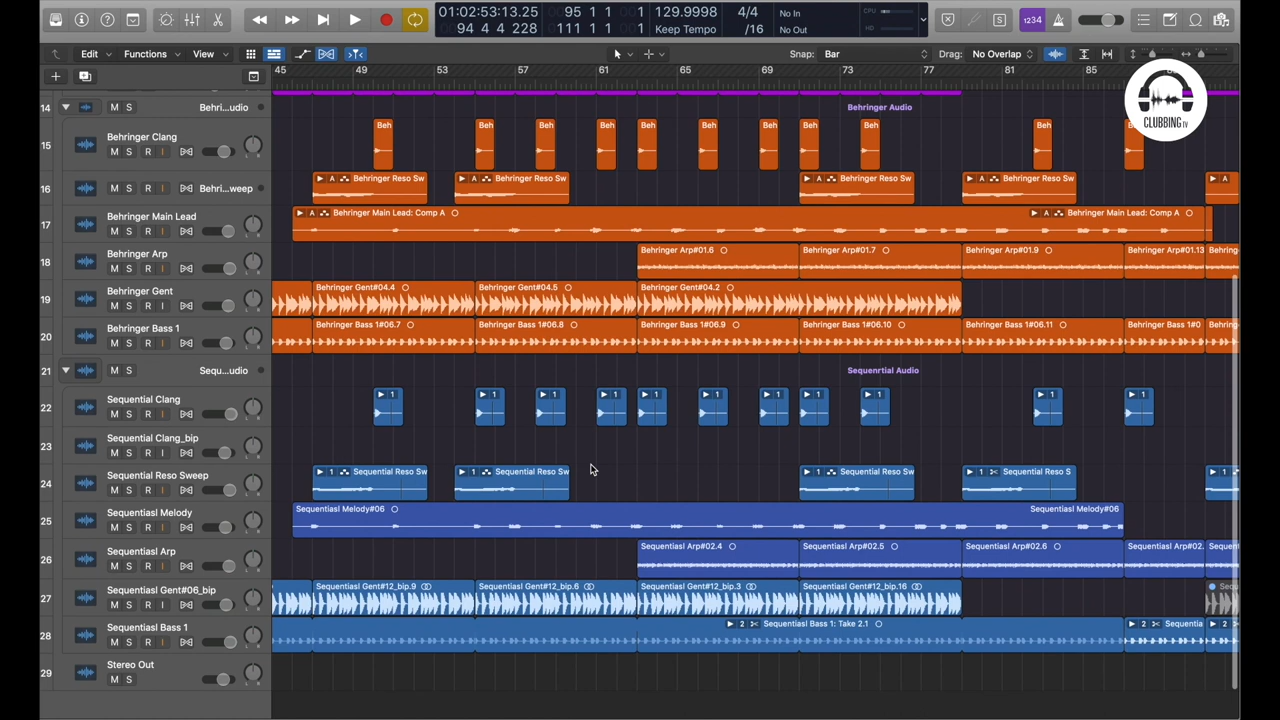 01:02:53:13.25
94 4 4 228
95 1 1 001
111 1 1 001
129.9998
Keep Tempo
4/4
/16
No In
No Out
CPU
HD
1234
S
Edit
Functions
View
Snap: Bar
Drag: No Overlap
45 49 53 57 61 65 69 73 77 81 85
CLUBBING TV
14 M S Behri...udio
Behringer Audio
15 Behringer Clang
M S R I
Beh Beh Beh Beh Beh Beh Beh Beh Beh Beh
16 M S R I Behri...weep
A Behringer Reso Sw A Behringer Reso Sw A Behringer Reso Sw A Behringer Reso Sw A
17 Behringer Main Lead
M S R I
A Behringer Main Lead: Comp A A Behringer Main Lead: Comp A
18 Behringer Arp
M S R I
Behringer Arp#01.6 Behringer Arp#01.7 Behringer Arp#01.9 Behringer Arp#01.13 Behring
19 Behringer Gent
M S R I
Behringer Gent#04.4 Behringer Gent#04.5 Behringer Gent#04.2
20 Behringer Bass 1
M S R I
Behringer Bass 1#06.7 Behringer Bass 1#06.8 Behringer Bass 1#06.9 Behringer Bass 1#06.10 Behringer Bass 1#06.11 Behringer Bass 1#0 Behring
21 M S Sequ...udio
Sequenrtial Audio
22 Sequential Clang
M S R I
1 1 1 1 1 1 1 1 1 1 1
23 Sequential Clang_bip
M S R I
24 Sequential Reso Sweep
M S R I
1 Sequential Reso Sw 1 Sequential Reso Sw 1 Sequential Reso Sw 1 Sequential Reso S 1
25 Sequentiasl Melody
M S R I
Sequentiasl Melody#06 Sequentiasl Melody#06
26 Sequentiasl Arp
M S R I
Sequentiasl Arp#02.4 Sequentiasl Arp#02.5 Sequentiasl Arp#02.6 Sequentiasl Arp#02. Sequenti
27 Sequentiasl Gent#06_bip
M S R I
Sequentiasl Gent#12_bip.9 Sequentiasl Gent#12_bip.6 Sequentiasl Gent#12_bip.3 Sequentiasl Gent#12_bip.16 Sequ
28 Sequentiasl Bass 1
M S R I
2 Sequentiasl Bass 1: Take 2.1 2 Sequentia 2
29 Stereo Out
M S